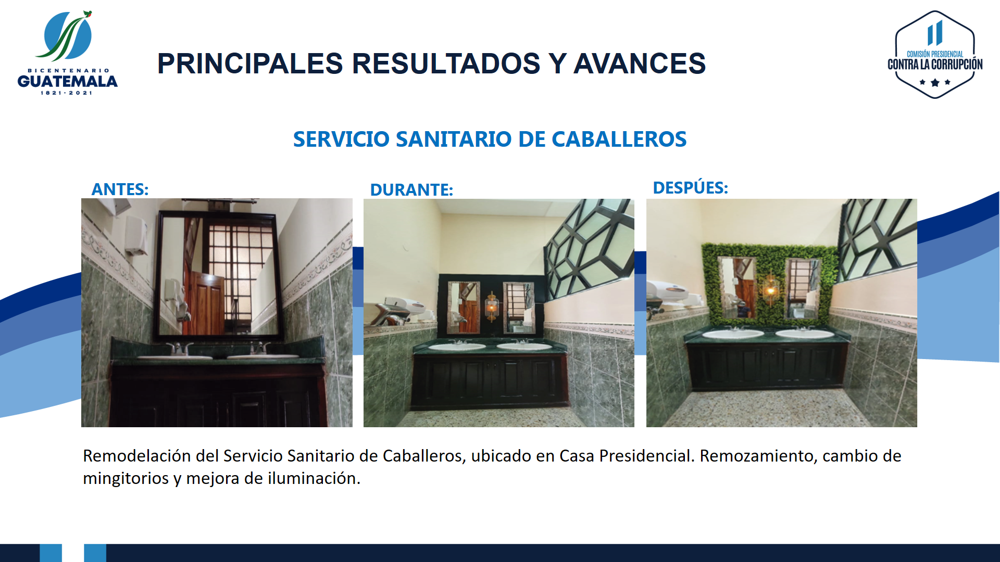 BICENTENARIO
GUATEMALA
1821-2021
PRINCIPALES RESULTADOS Y AVANCES
COMISIÓN PRESIDENCIAL
CONTRA LA CORRUPCIÓN
SERVICIO SANITARIO DE CABALLEROS
ANTES:
DURANTE:
DESPÚES:
Remodelación del Servicio Sanitario de Caballeros, ubicado en Casa Presidencial. Remozamiento, cambio de
mingitorios y mejora de iluminación.